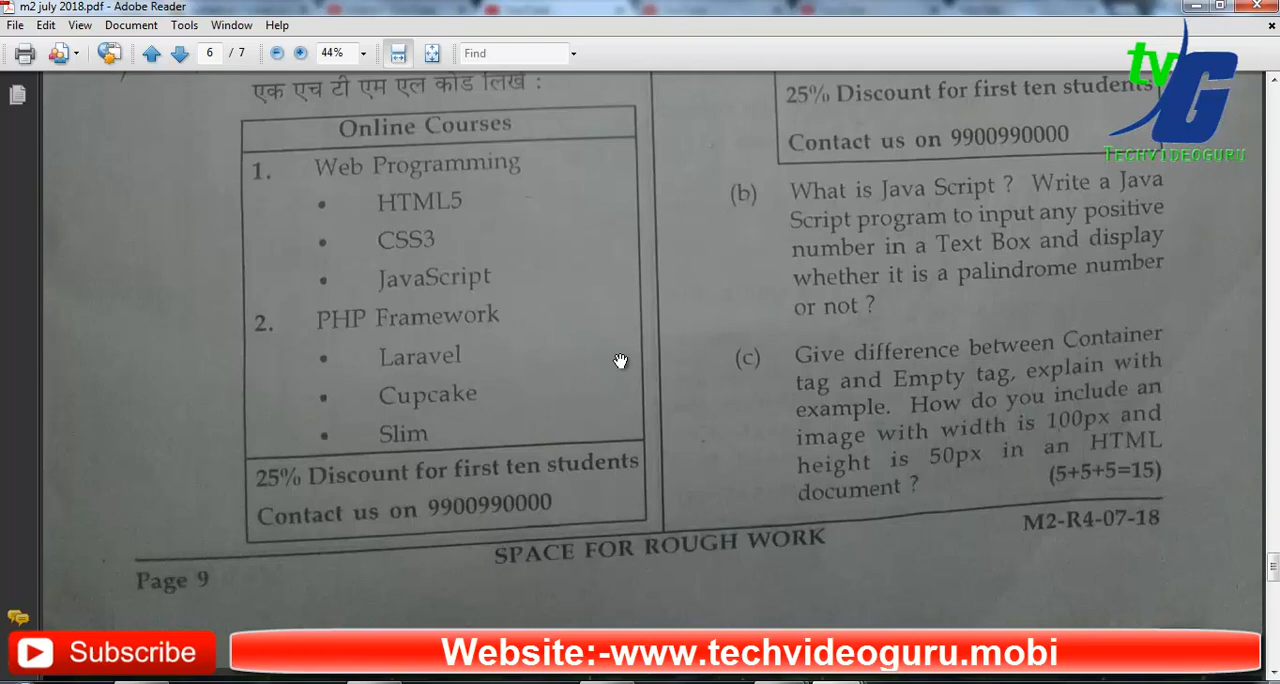 m2 july 2018.pdf - Adobe Reader
File Edit View Document Tools Window Help
6 / 7 44% Find
एक एच टी एम एल कोड लिखें :
Online Courses
1. Web Programming
• HTML5
• CSS3
• JavaScript
2. PHP Framework
• Laravel
• Cupcake
• Slim
25% Discount for first ten students
Contact us on 9900990000
25% Discount for first ten students
Contact us on 9900990000
(b) What is Java Script ? Write a Java
Script program to input any positive
number in a Text Box and display
whether it is a palindrome number
or not ?
(c) Give difference between Container
tag and Empty tag, explain with
example. How do you include an
image with width is 100px and
height is 50px in an HTML
document ? (5+5+5=15)
M2-R4-07-18
SPACE FOR ROUGH WORK
Page 9
tv G
TECHVIDEOGURU
Subscribe
Website:-www.techvideoguru.mobi